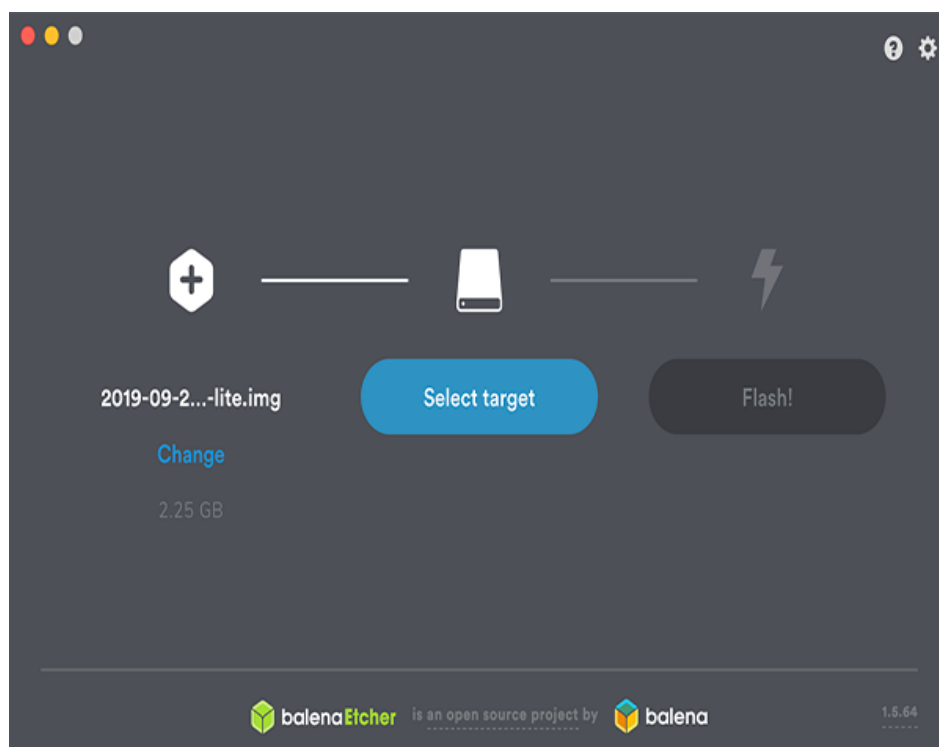 2019-09-2...-lite.img
Select target
Flash!
Change
2.25 GB
balenaEtcher is an open source project by balena
1.5.64